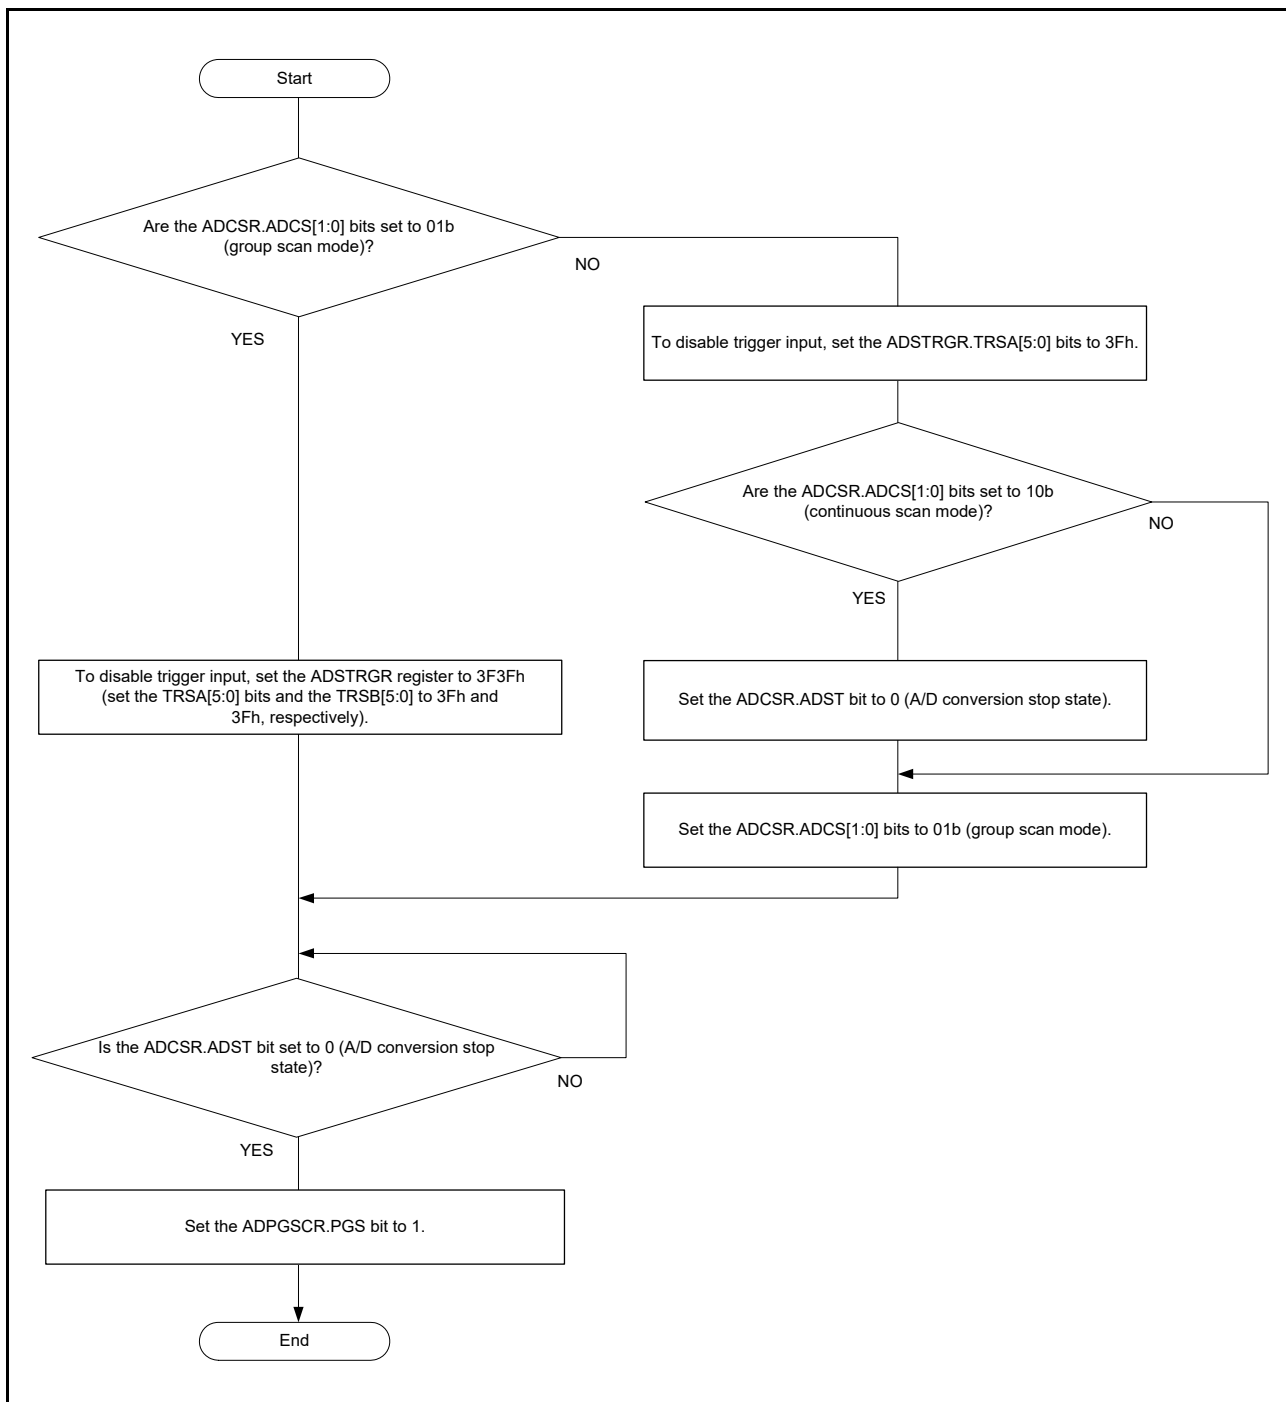 Start
Are the ADCSR.ADCS[1:0] bits set to 01b
(group scan mode)?
NO
YES
To disable trigger input, set the ADSTRGR.TRSA[5:0] bits to 3Fh.
Are the ADCSR.ADCS[1:0] bits set to 10b
(continuous scan mode)?
NO
YES
To disable trigger input, set the ADSTRGR register to 3F3Fh
(set the TRSA[5:0] bits and the TRSB[5:0] to 3Fh and
3Fh, respectively).
Set the ADCSR.ADST bit to 0 (A/D conversion stop state).
Set the ADCSR.ADCS[1:0] bits to 01b (group scan mode).
Is the ADCSR.ADST bit set to 0 (A/D conversion stop
state)?
NO
YES
Set the ADPGSCR.PGS bit to 1.
End